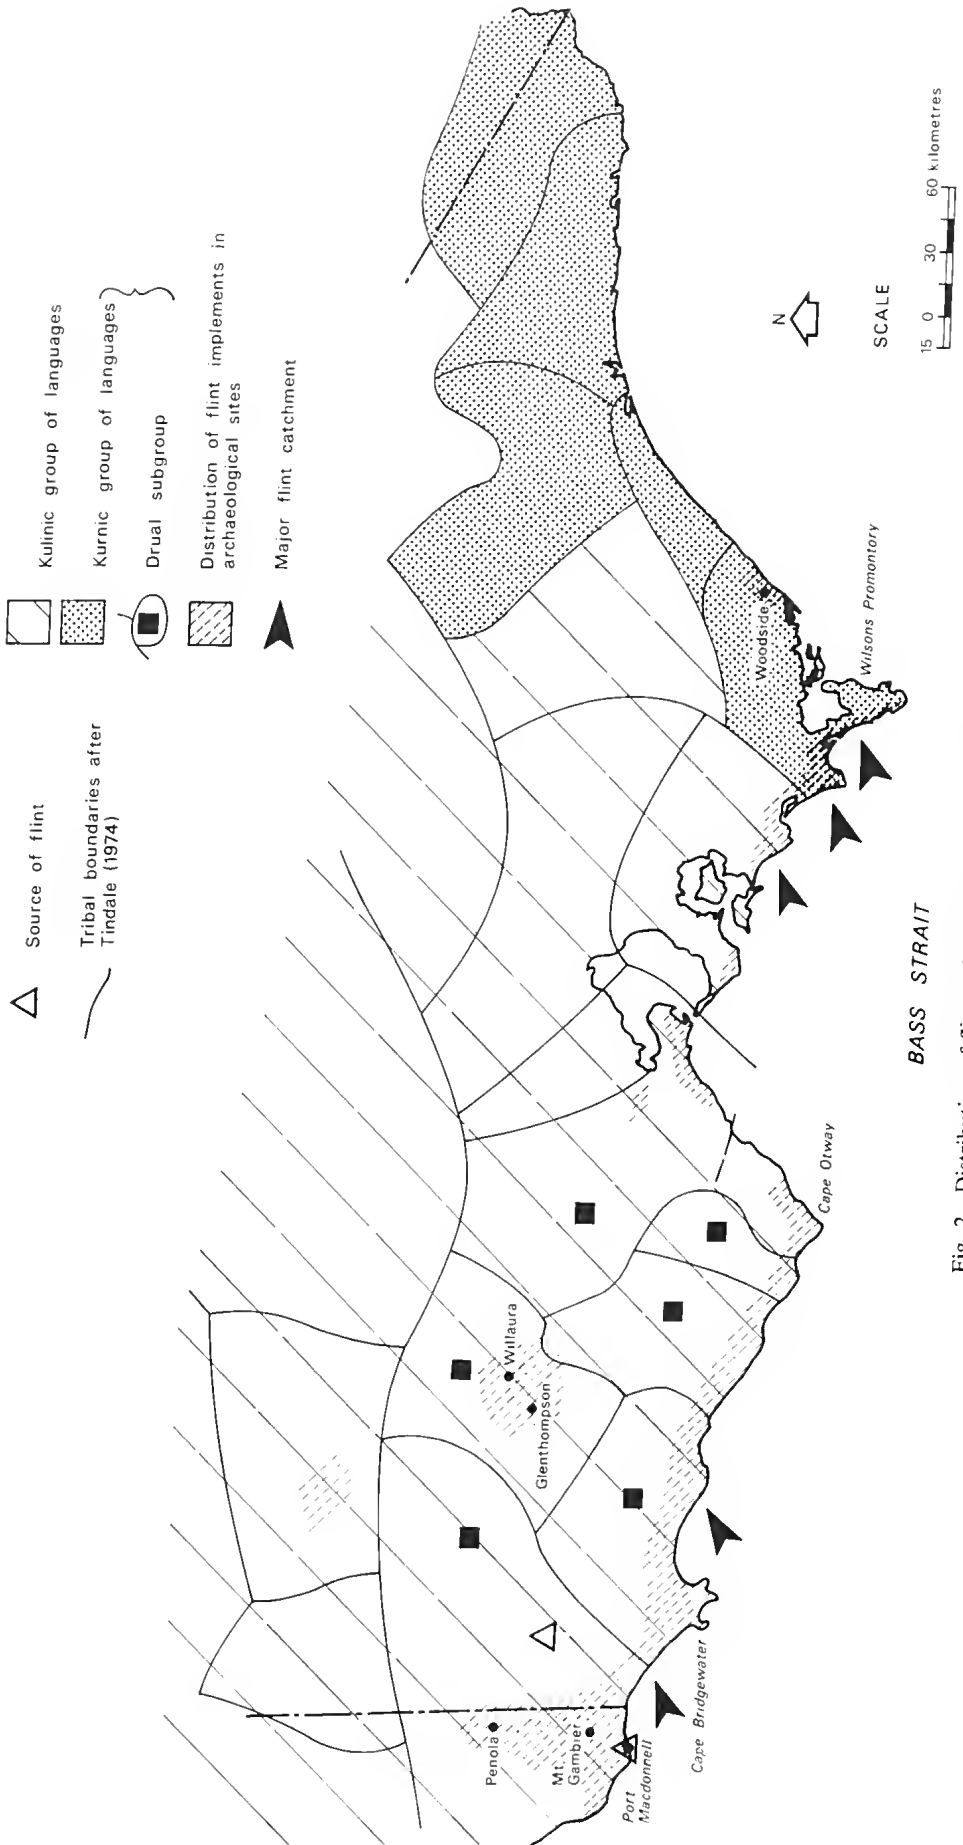 Source of flint
Tribal boundaries after
Tindale (1974)
Kulinic group of languages
Kurnic group of languages
Drual subgroup
Distribution of flint implements in
archaeological sites
Major flint catchment
Penola
Mt.
Gambier
Port
Macdonnell
Cape Bridgewater
Willaura
Glenthompson
Cape Otway
Woodside
Wilsons Promontory
BASS STRAIT
N
SCALE
15 0 30 60 kilometres
Fig. 2 Distribution of